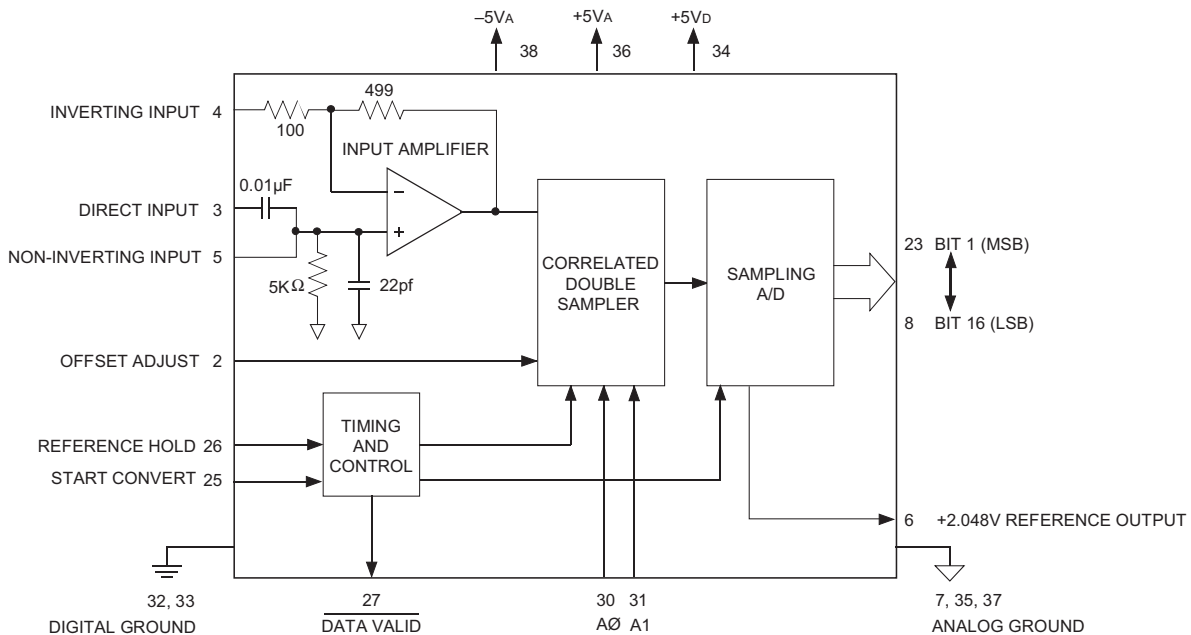 –5VA
+5VA
+5VD
38
36
34
INVERTING INPUT 4
100
499
INPUT AMPLIFIER
0.01µF
DIRECT INPUT 3
NON-INVERTING INPUT 5
5KΩ
22pf
–
+
CORRELATED
DOUBLE
SAMPLER
SAMPLING
A/D
23 BIT 1 (MSB)
8 BIT 16 (LSB)
OFFSET ADJUST 2
REFERENCE HOLD 26
START CONVERT 25
TIMING
AND
CONTROL
6 +2.048V REFERENCE OUTPUT
32, 33
DIGITAL GROUND
27
DATA VALID
30 31
AØ A1
7, 35, 37
ANALOG GROUND